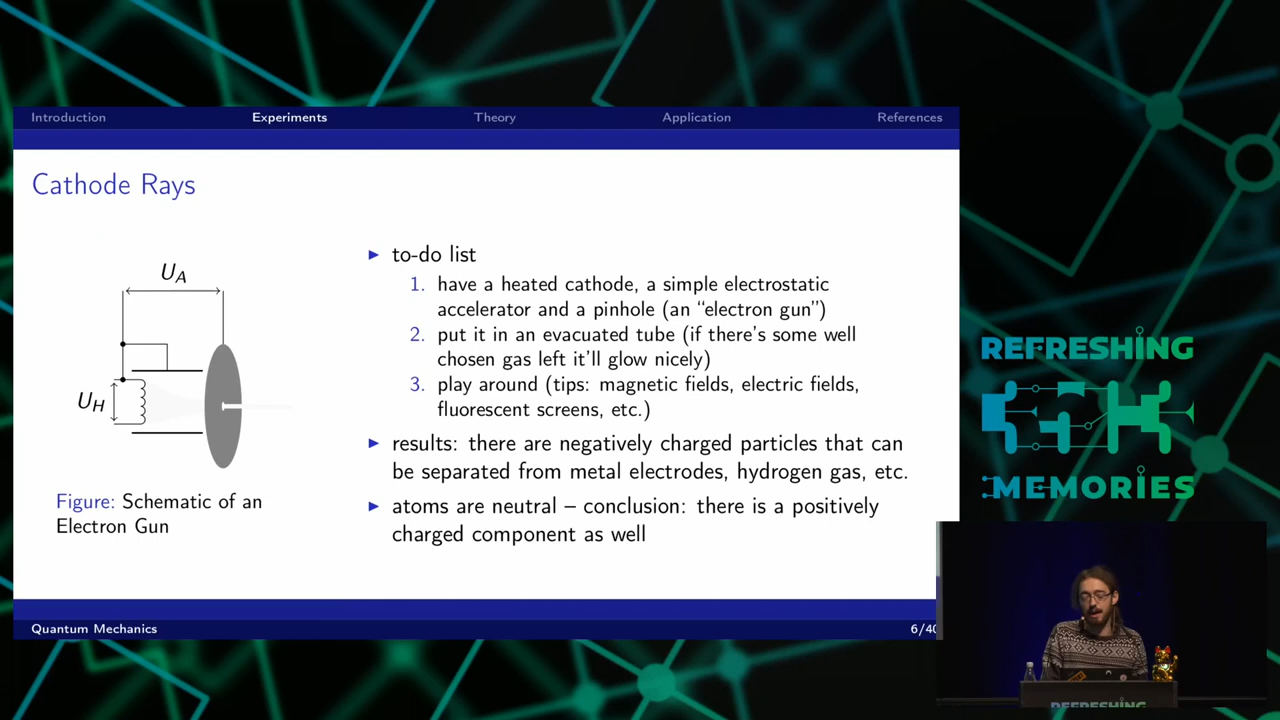 Introduction
Experiments
Theory
Application
References
Cathode Rays
U_A
U_H
Figure: Schematic of an
Electron Gun
▶ to-do list
1. have a heated cathode, a simple electrostatic
accelerator and a pinhole (an “electron gun”)
2. put it in an evacuated tube (if there's some well
chosen gas left it'll glow nicely)
3. play around (tips: magnetic fields, electric fields,
fluorescent screens, etc.)
▶ results: there are negatively charged particles that can
be separated from metal electrodes, hydrogen gas, etc.
▶ atoms are neutral – conclusion: there is a positively
charged component as well
Quantum Mechanics
6/40
REFRESHING
MEMORIES
REFRESHING